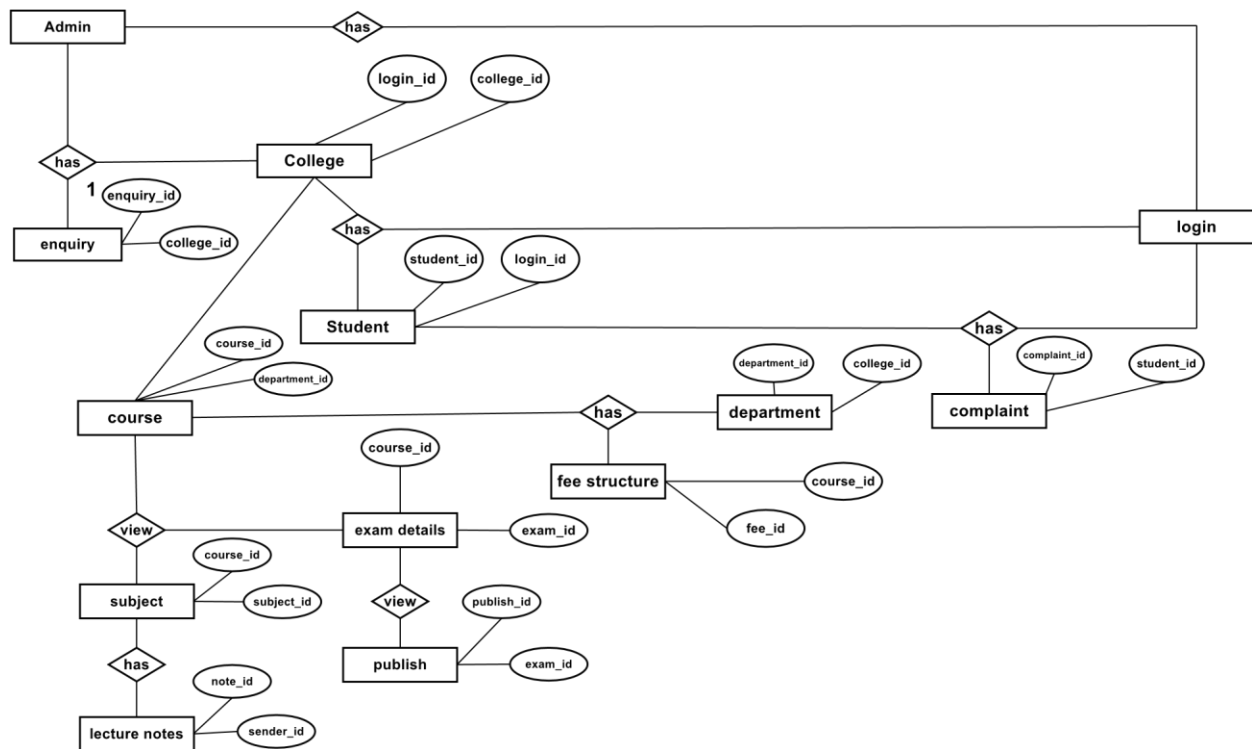 Admin
has
login_id
college_id
has
College
1
enquiry_id
enquiry
college_id
has
login
student_id
login_id
Student
has
course_id
department_id
department_id
college_id
complaint_id
student_id
course
has
department
complaint
course_id
fee structure
course_id
view
exam details
exam_id
fee_id
course_id
subject
subject_id
view
publish_id
has
publish
exam_id
note_id
lecture notes
sender_id